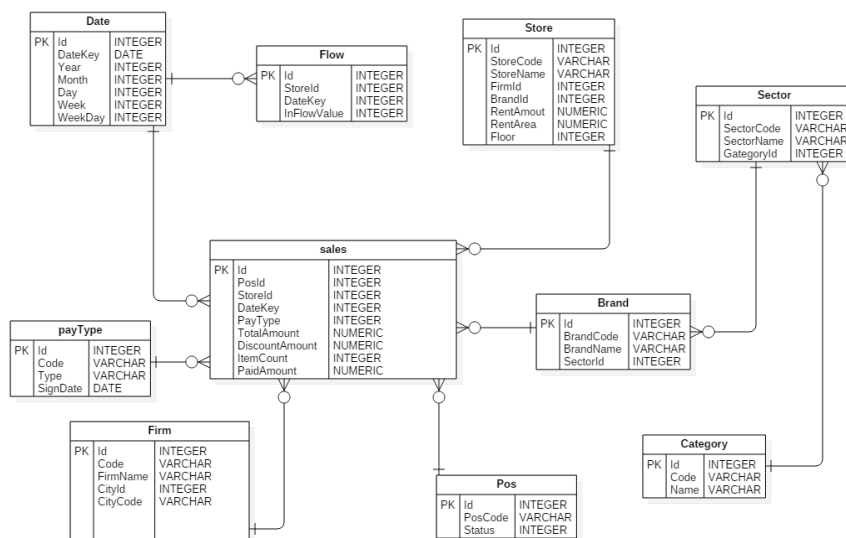 Date
PK Id INTEGER
DateKey DATE
Year INTEGER
Month INTEGER
Day INTEGER
Week INTEGER
WeekDay INTEGER
Flow
PK Id INTEGER
StoreId INTEGER
DateKey INTEGER
InFlowValue INTEGER
Store
PK Id INTEGER
StoreCode VARCHAR
StoreName VARCHAR
FirmId INTEGER
BrandId INTEGER
RentAmout NUMERIC
RentArea NUMERIC
Floor INTEGER
Sector
PK Id INTEGER
SectorCode VARCHAR
SectorName VARCHAR
GategoryId INTEGER
sales
PK Id INTEGER
PosId INTEGER
StoreId INTEGER
DateKey INTEGER
PayType INTEGER
TotalAmount NUMERIC
DiscountAmount NUMERIC
ItemCount INTEGER
PaidAmount NUMERIC
Brand
PK Id INTEGER
BrandCode VARCHAR
BrandName VARCHAR
SectorId INTEGER
payType
PK Id INTEGER
Code VARCHAR
Type VARCHAR
SignDate DATE
Firm
PK Id INTEGER
Code VARCHAR
FirmName VARCHAR
CityId INTEGER
CityCode VARCHAR
Pos
PK Id INTEGER
PosCode VARCHAR
Status INTEGER
Category
PK Id INTEGER
Code VARCHAR
Name VARCHAR